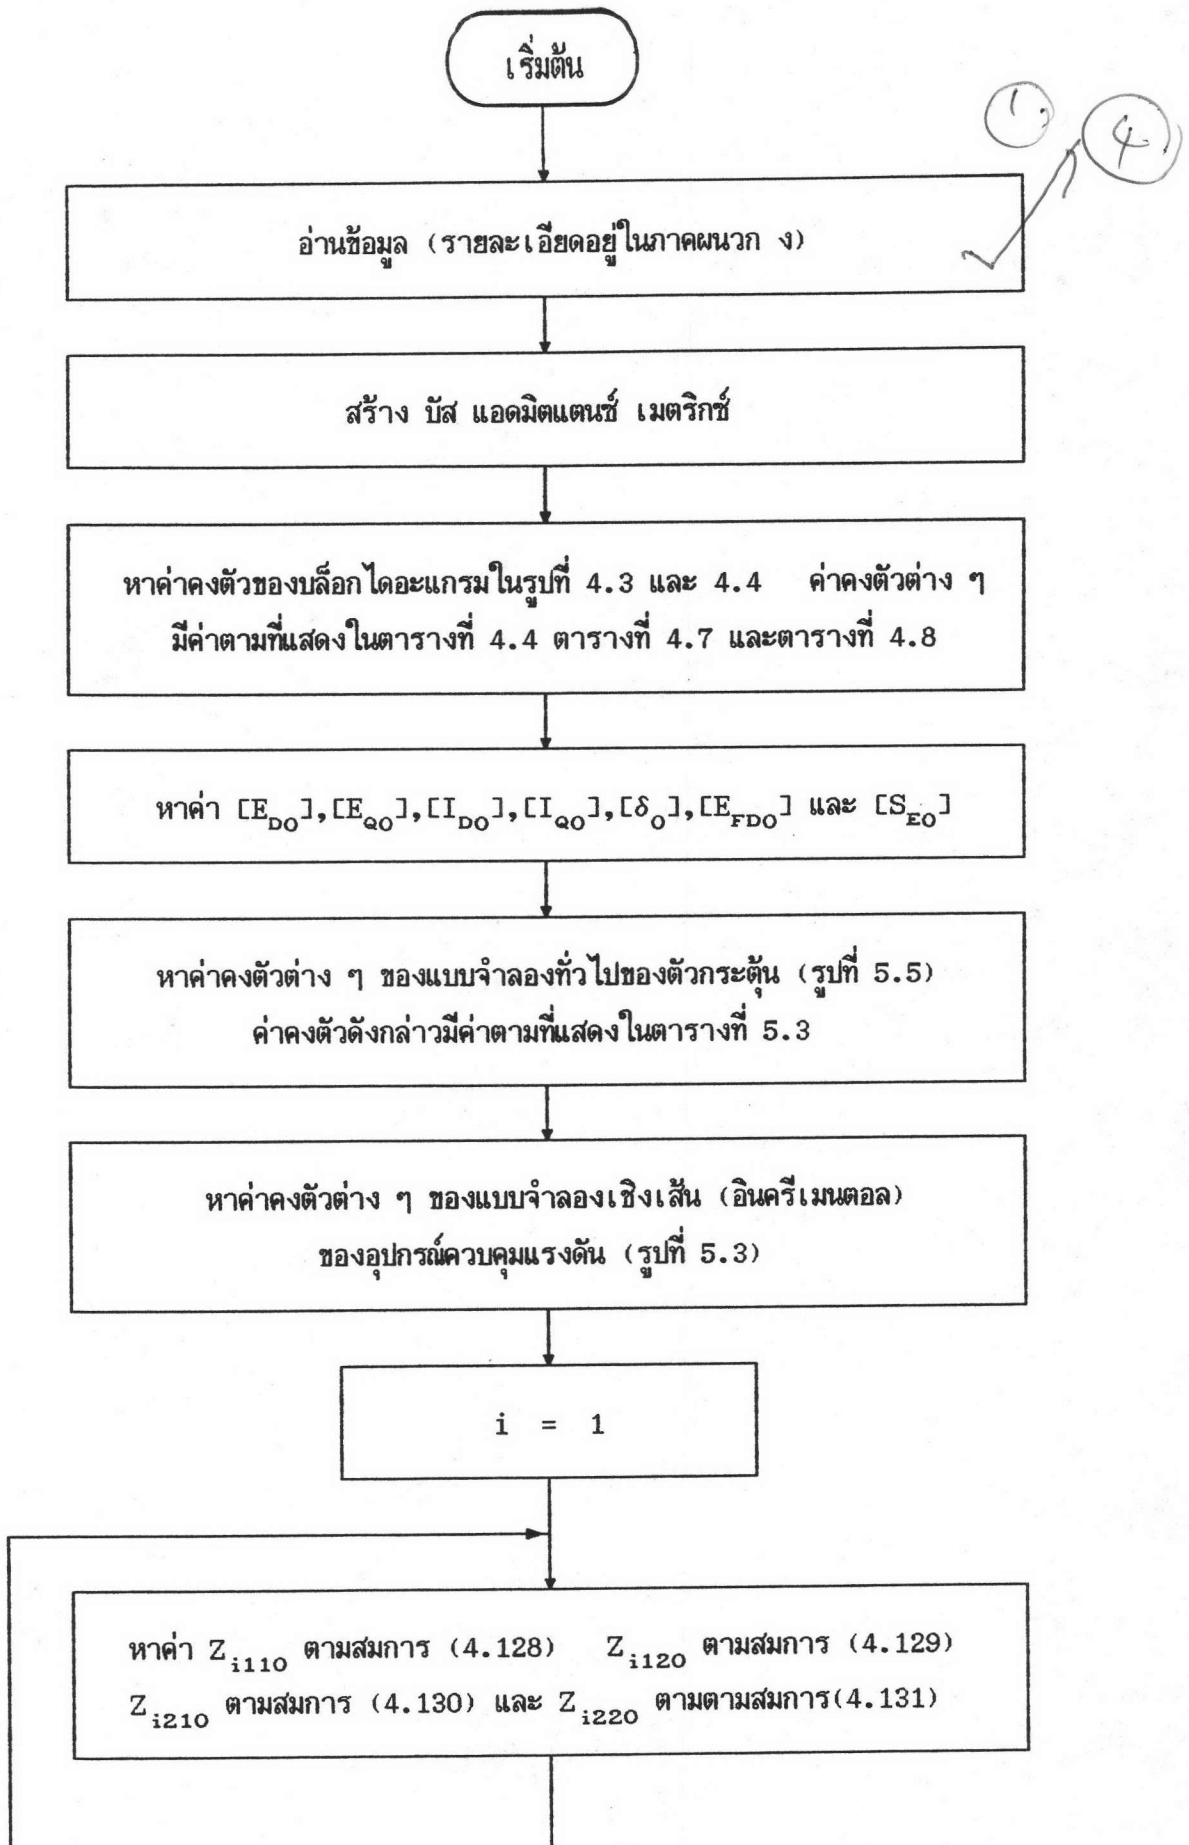 เริ่มต้น
1.
4.
อ่านข้อมูล (รายละเอียดอยู่ในภาคผนวก ง)
สร้าง บัส แอดมิตแตนซ์ เมตริกซ์
หาค่าคงตัวของบล็อกไดอะแกรมในรูปที่ 4.3 และ 4.4 ค่าคงตัวต่าง ๆ
มีค่าตามที่แสดงในตารางที่ 4.4 ตารางที่ 4.7 และตารางที่ 4.8
หาค่า [E_DO],[E_QO],[I_DO],[I_QO],[δ_O],[E_FDO] และ [S_EO]
หาค่าคงตัวต่าง ๆ ของแบบจำลองทั่วไปของตัวกระตุ้น (รูปที่ 5.5)
ค่าคงตัวดังกล่าวมีค่าตามที่แสดงในตารางที่ 5.3
หาค่าคงตัวต่าง ๆ ของแบบจำลองเชิงเส้น (อินครีเมนตอล)
ของอุปกรณ์ควบคุมแรงดัน (รูปที่ 5.3)
i = 1
หาค่า Z_i110 ตามสมการ (4.128) Z_i120 ตามสมการ (4.129)
Z_i210 ตามสมการ (4.130) และ Z_i220 ตามตามสมการ(4.131)